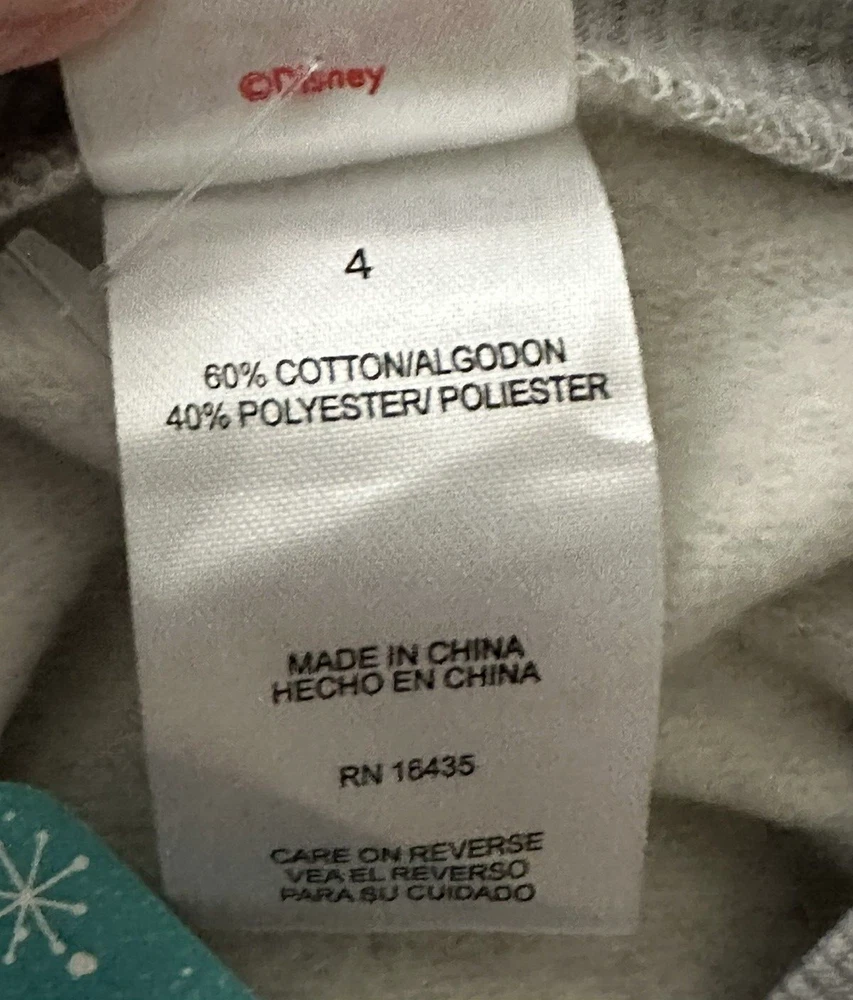 ©Disney
4
60% COTTON/ALGODON
40% POLYESTER/ POLIESTER
MADE IN CHINA
HECHO EN CHINA
RN 16435
CARE ON REVERSE
VEA EL REVERSO
PARA SU CUIDADO